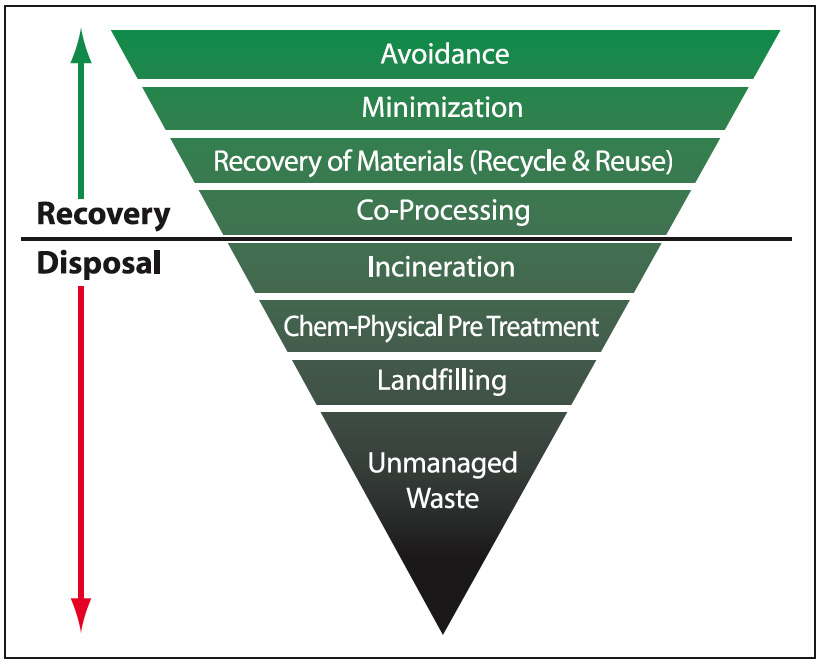 Avoidance
Minimization
Recovery of Materials (Recycle & Reuse)
Co-Processing
Recovery
Disposal
Incineration
Chem-Physical Pre Treatment
Landfilling
Unmanaged
Waste